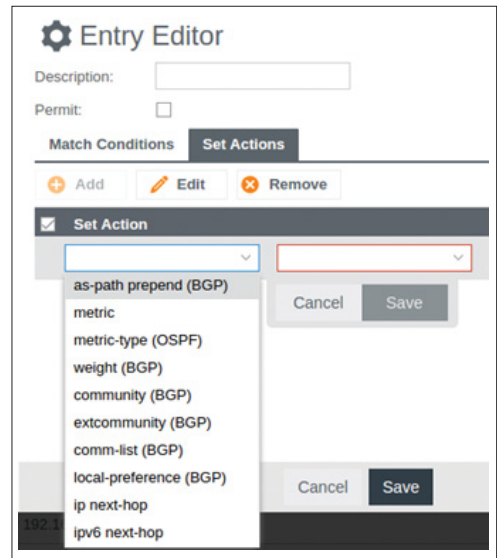 Entry Editor
Description:
Permit:
Match Conditions Set Actions
Add Edit Remove
Set Action
as-path prepend (BGP)
metric
metric-type (OSPF)
weight (BGP)
community (BGP)
extcommunity (BGP)
comm-list (BGP)
local-preference (BGP)
ip next-hop
ipv6 next-hop
Cancel Save
Cancel Save